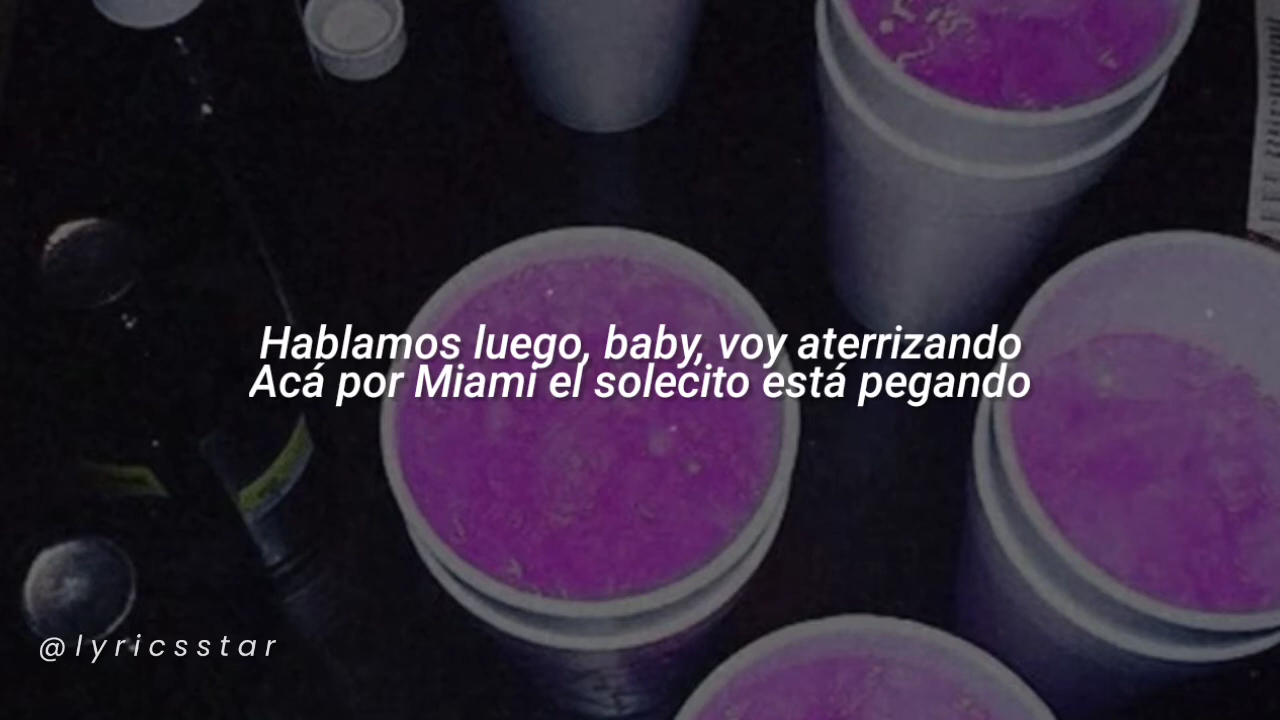 Hablamos luego, baby, voy aterrizando
Acá por Miami el solecito está pegando
@lyricsstar